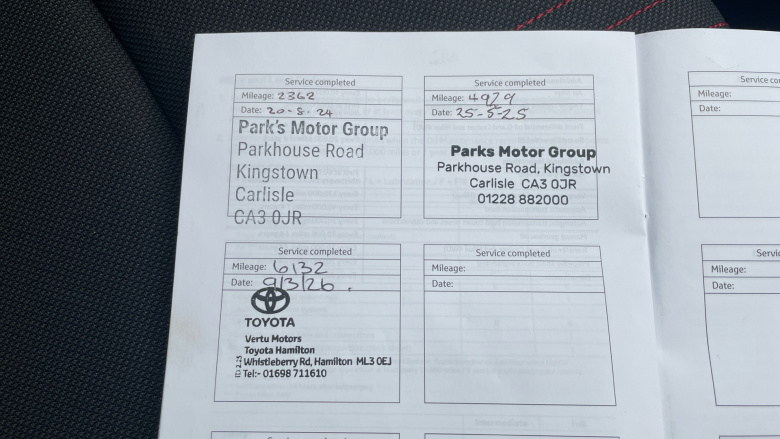 Service completed
Mileage: 2362
Date: 20-8-24
Park's Motor Group
Parkhouse Road
Kingstown
Carlisle
CA3 0JR
Service completed
Mileage: 4929
Date: 25-5-25
Parks Motor Group
Parkhouse Road, Kingstown
Carlisle CA3 0JR
01228 882000
Service co
Mileage:
Date:
Service completed
Mileage: 6132
Date: 9/3/26.
TOYOTA
Vertu Motors
Toyota Hamilton
Whistleberry Rd, Hamilton ML3 0EJ
Tel:- 01698 711610
Service completed
Mileage:
Date:
Servi
Mileage:
Date: